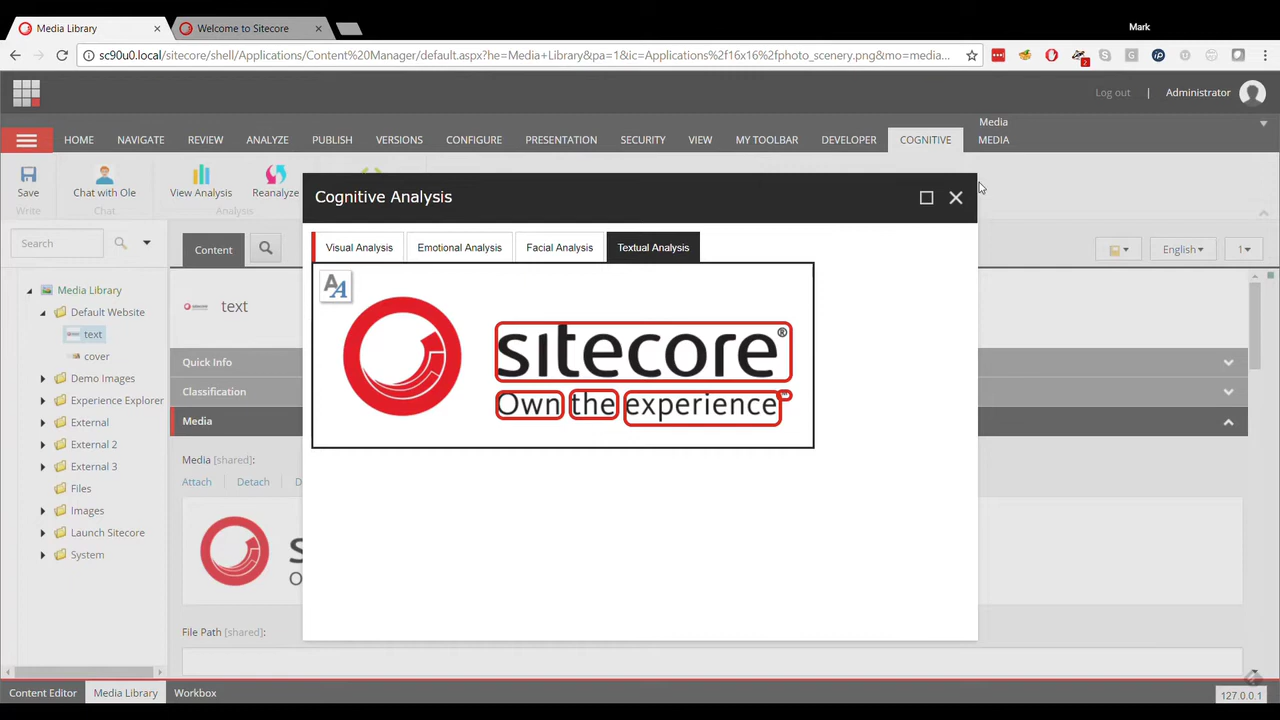 Media Library
Welcome to Sitecore
Mark
sc90u0.local/sitecore/shell/Applications/Content%20Manager/default.aspx?he=Media+Library&pa=1&ic=Applications%2f16x16%2fphoto_scenery.png&mo=media...
2
Log out | Administrator
Media
HOME NAVIGATE REVIEW ANALYZE PUBLISH VERSIONS CONFIGURE PRESENTATION SECURITY VIEW MY TOOLBAR DEVELOPER COGNITIVE MEDIA
Save Chat with Ole View Analysis Reanalyze
Write Chat Analysis
Cognitive Analysis
Search
Content
English 1
Visual Analysis Emotional Analysis Facial Analysis Textual Analysis
AA
sitecore®
Own the experience
Media Library
Default Website
text
cover
Demo Images
Experience Explorer
External
External 2
External 3
Files
Images
Launch Sitecore
System
text
Quick Info
Classification
Media
Media [shared]:
Attach Detach D
S
O
File Path [shared]:
Content Editor Media Library Workbox
127.0.0.1